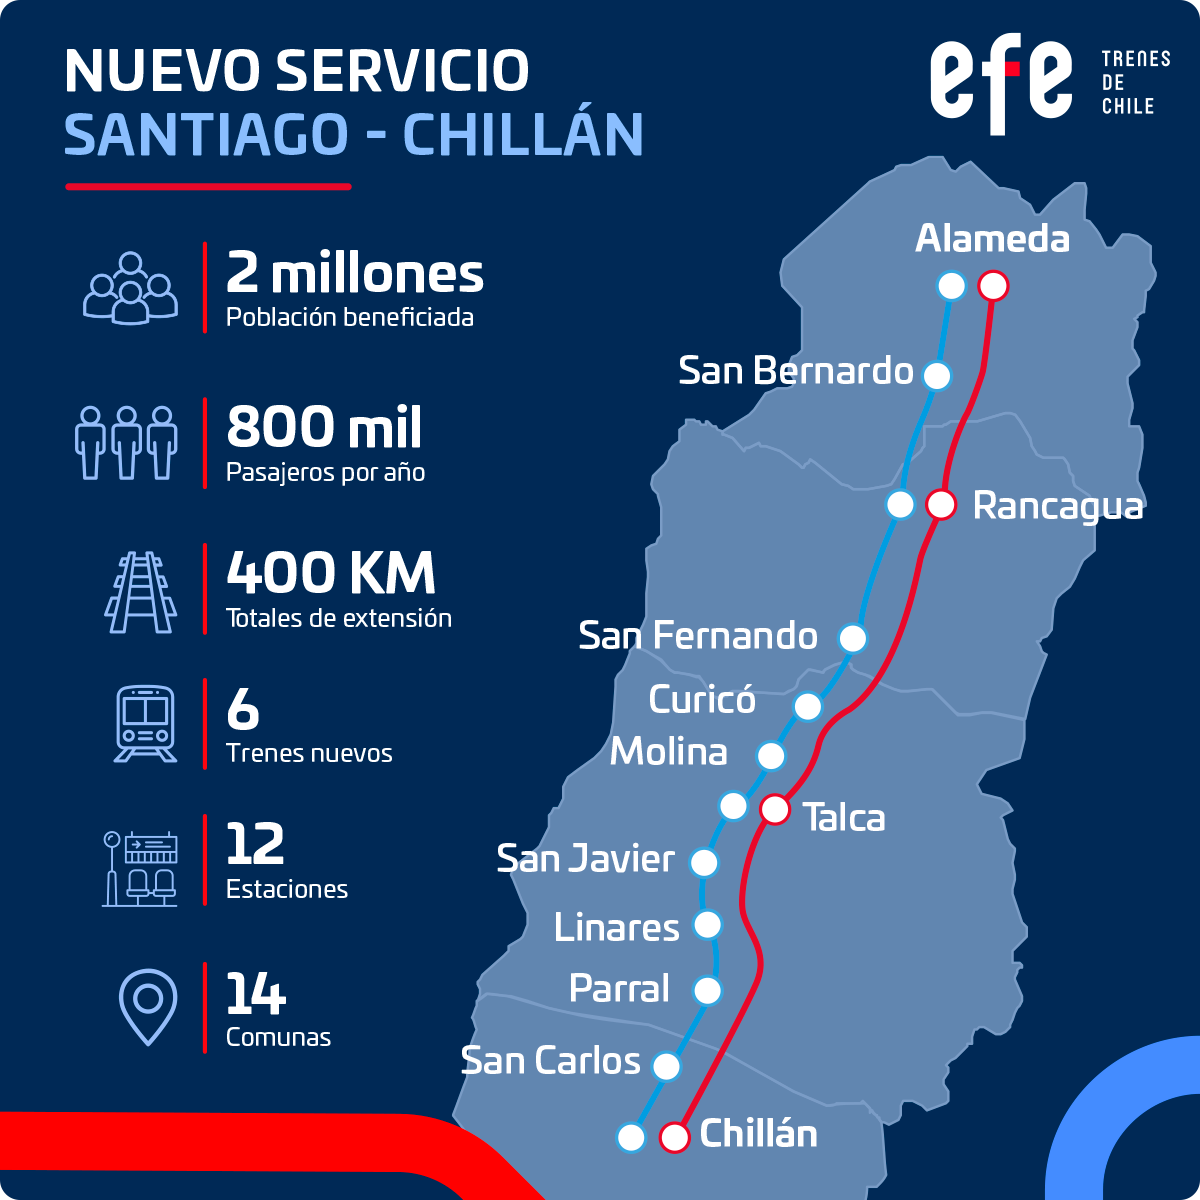 NUEVO SERVICIO
SANTIAGO - CHILLÁN
efe
TRENES
DE
CHILE
2 millones
Población beneficiada
800 mil
Pasajeros por año
400 KM
Totales de extensión
6
Trenes nuevos
12
Estaciones
14
Comunas
Alameda
San Bernardo
Rancagua
San Fernando
Curicó
Molina
Talca
San Javier
Linares
Parral
San Carlos
Chillán